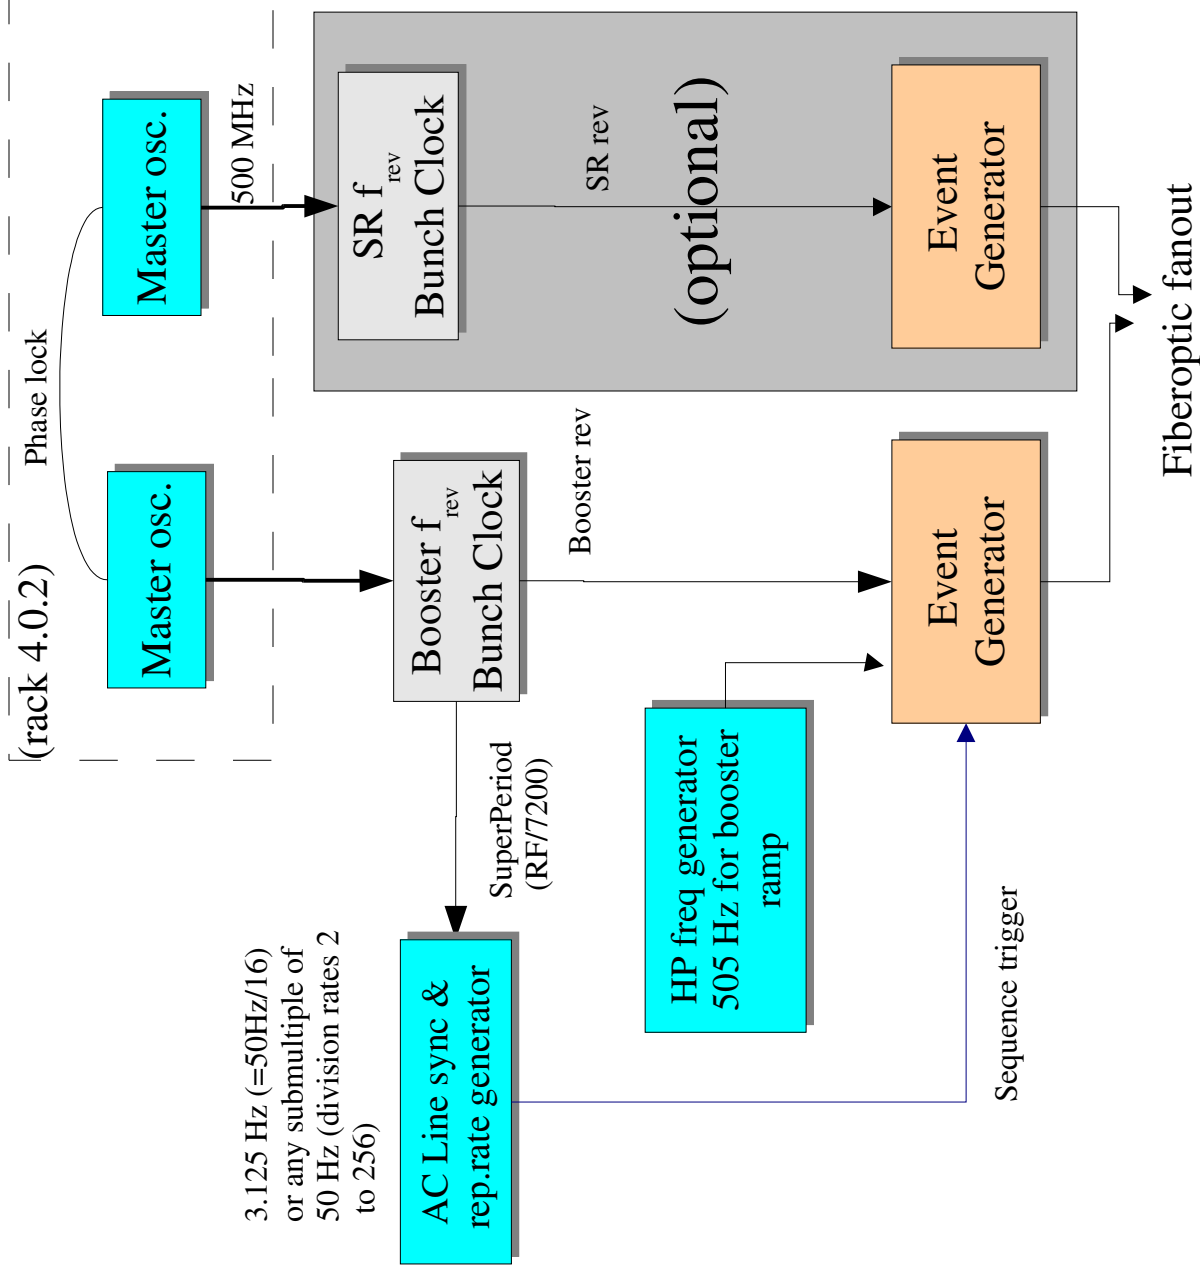 (rack 4.0.2)
Phase lock
Master osc.
Master osc.
500 MHz
3.125 Hz (=50Hz/16)
or any submultiple of
50 Hz (division rates 2
to 256)
AC Line sync &
rep.rate generator
SuperPeriod
(RF/7200)
Booster f rev
Bunch Clock
SR f rev
Bunch Clock
Booster rev
SR rev
(optional)
HP freq generator
505 Hz for booster
ramp
Sequence trigger
Event
Generator
Event
Generator
Fiberoptic fanout